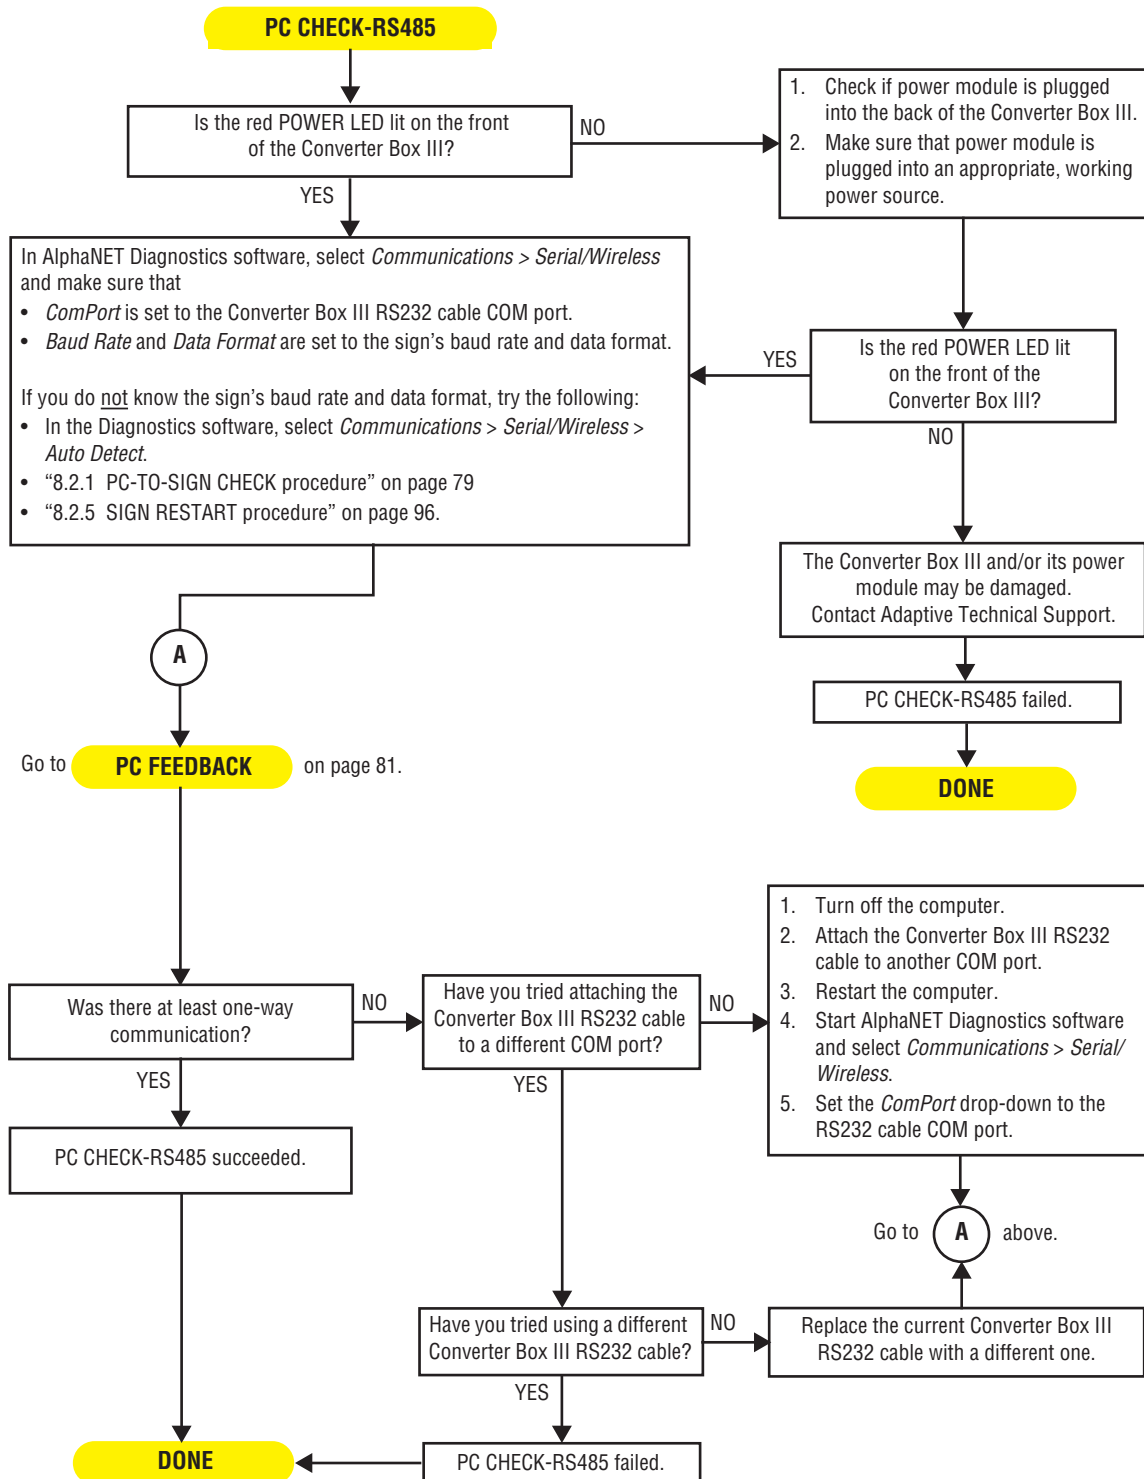 PC CHECK-RS485
Is the red POWER LED lit on the front
of the Converter Box III?
NO
YES
1. Check if power module is plugged
into the back of the Converter Box III.
2. Make sure that power module is
plugged into an appropriate, working
power source.
In AlphaNET Diagnostics software, select Communications > Serial/Wireless
and make sure that
• ComPort is set to the Converter Box III RS232 cable COM port.
• Baud Rate and Data Format are set to the sign’s baud rate and data format.
If you do not know the sign’s baud rate and data format, try the following:
• In the Diagnostics software, select Communications > Serial/Wireless >
Auto Detect.
• “8.2.1 PC-TO-SIGN CHECK procedure” on page 79
• “8.2.5 SIGN RESTART procedure” on page 96.
YES
Is the red POWER LED lit
on the front of the
Converter Box III?
NO
The Converter Box III and/or its power
module may be damaged.
Contact Adaptive Technical Support.
PC CHECK-RS485 failed.
DONE
A
Go to PC FEEDBACK on page 81.
Was there at least one-way
communication?
NO
YES
PC CHECK-RS485 succeeded.
Have you tried attaching the
Converter Box III RS232 cable
to a different COM port?
NO
YES
1. Turn off the computer.
2. Attach the Converter Box III RS232
cable to another COM port.
3. Restart the computer.
4. Start AlphaNET Diagnostics software
and select Communications > Serial/
Wireless.
5. Set the ComPort drop-down to the
RS232 cable COM port.
Go to A above.
Have you tried using a different
Converter Box III RS232 cable?
NO
YES
Replace the current Converter Box III
RS232 cable with a different one.
PC CHECK-RS485 failed.
DONE